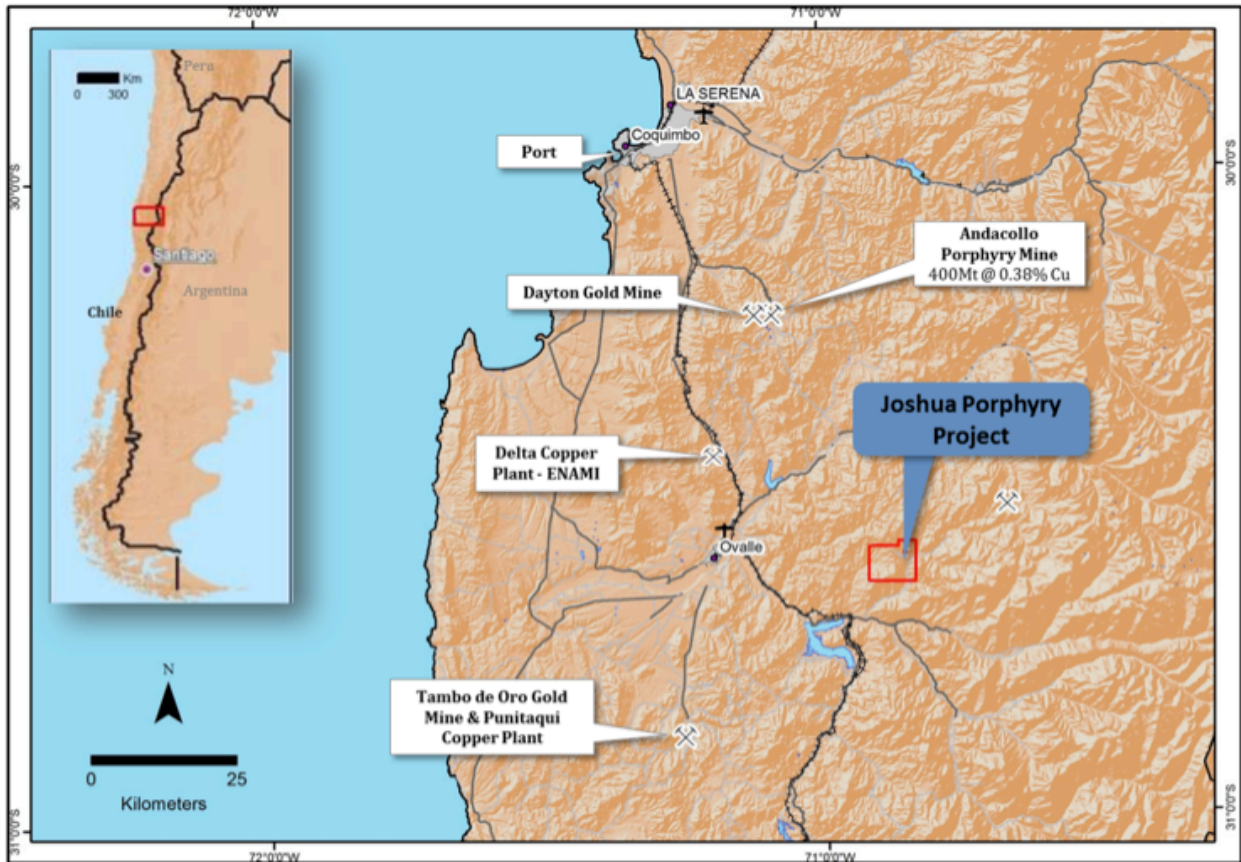 72°0'0"W
71°0'0"W
Km
0 300
Peru
Santiago
Argentina
Chile
30°0'0"S
30°0'0"S
LA SERENA
Coquimbo
Port
Andacollo
Porphyry Mine
400Mt @ 0.38% Cu
Dayton Gold Mine
Joshua Porphyry
Project
Delta Copper
Plant - ENAMI
Ovalle
N
Tambo de Oro Gold
Mine & Punitaqui
Copper Plant
0 25
Kilometers
31°0'0"S
31°0'0"S
72°0'0"W
71°0'0"W